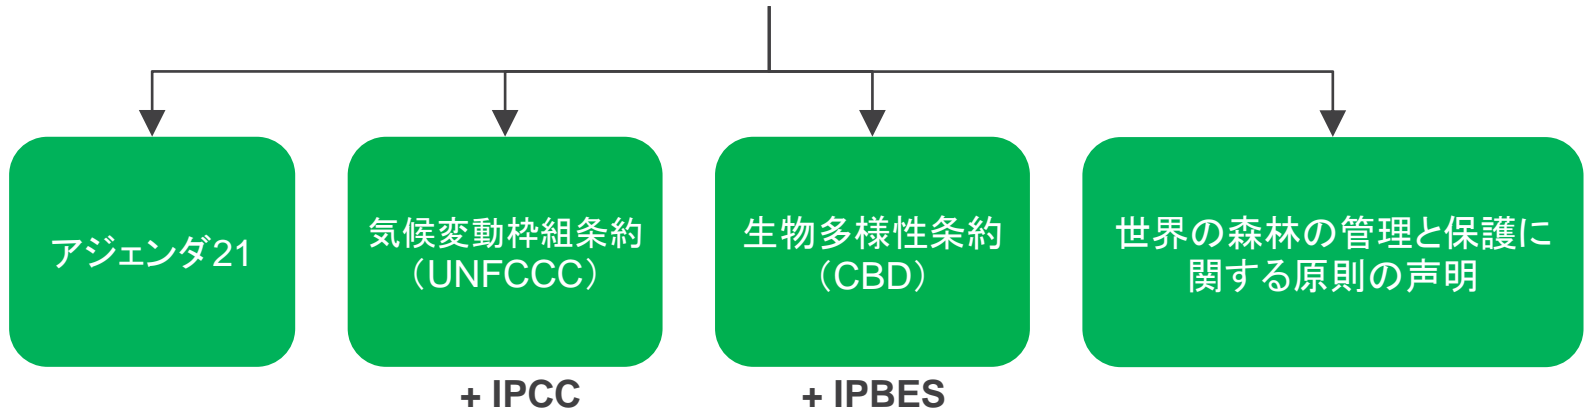 アジェンダ21
気候変動枠組条約
（UNFCCC）
生物多様性条約
（CBD）
世界の森林の管理と保護に
関する原則の声明
+ IPCC
+ IPBES